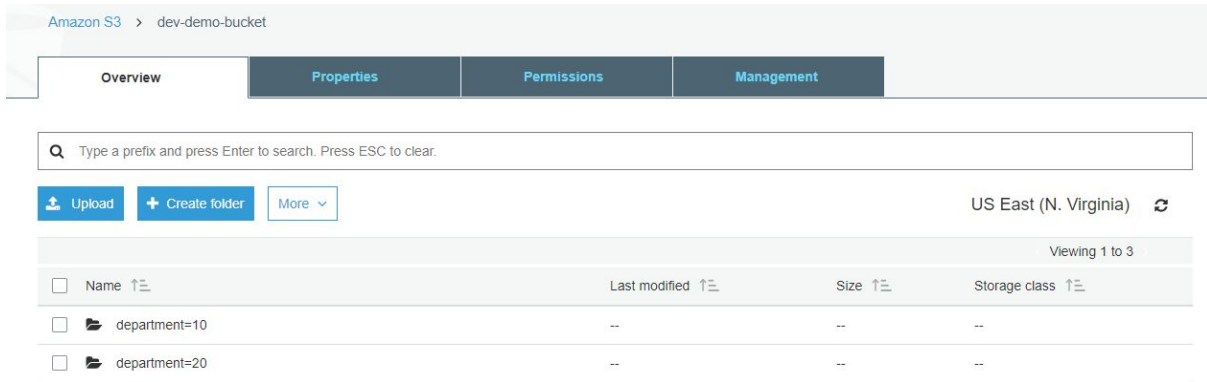 Amazon S3 > dev-demo-bucket
Overview Properties Permissions Management
Type a prefix and press Enter to search. Press ESC to clear.
Upload + Create folder More US East (N. Virginia)
Viewing 1 to 3
Name Last modified Size Storage class
department=10 -- -- --
department=20 -- -- --